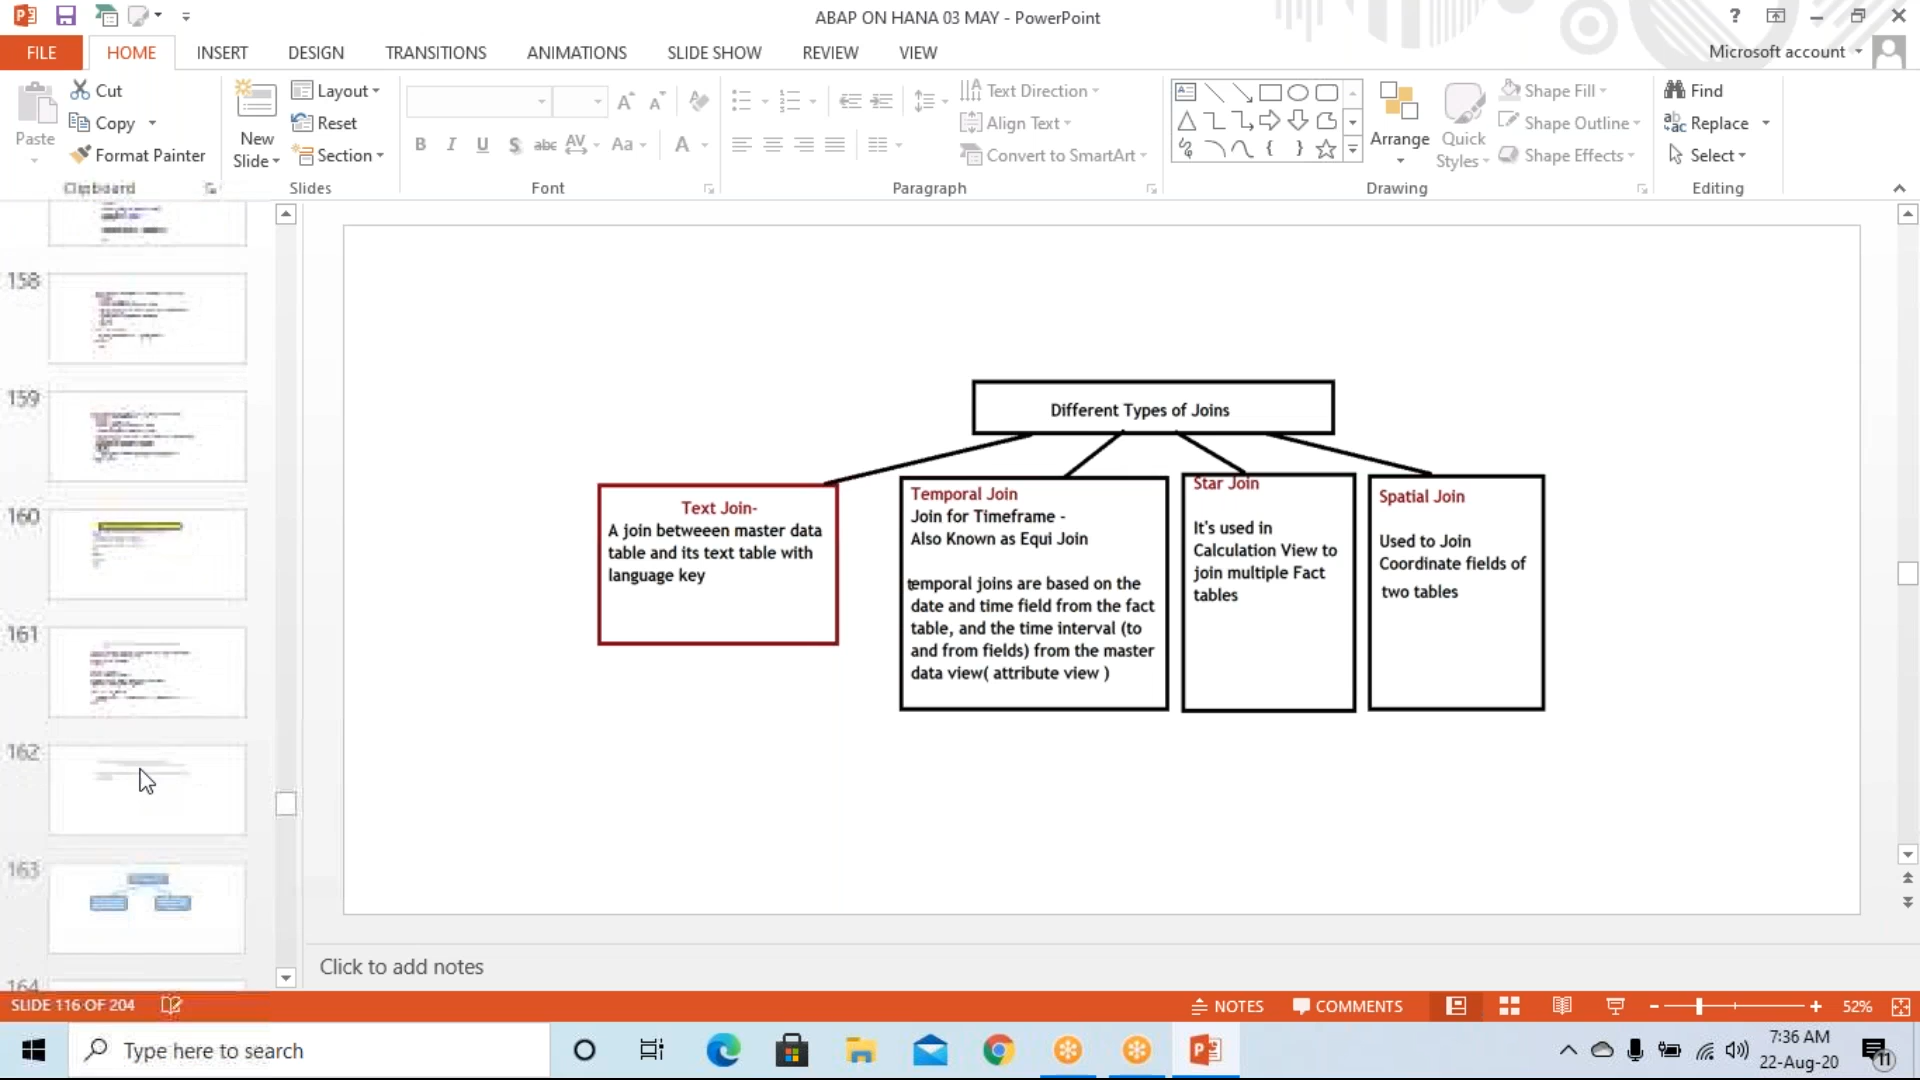 ABAP ON HANA 03 MAY - PowerPoint
?
FILE HOME INSERT DESIGN TRANSITIONS ANIMATIONS SLIDE SHOW REVIEW VIEW Microsoft account
Paste
Cut
Copy
Format Painter
Clipboard
New
Slide
Layout
Reset
Section
Slides
B I U S abc AV Aa A
Font
Text Direction
Align Text
Convert to SmartArt
Paragraph
Arrange
Quick
Styles
Shape Fill
Shape Outline
Shape Effects
Drawing
Find
Replace
Select
Editing
158
159
160
161
162
163
164
Different Types of Joins
Text Join-
A join betweeen master data
table and its text table with
language key
Temporal Join
Join for Timeframe -
Also Known as Equi Join
temporal joins are based on the
date and time field from the fact
table, and the time interval (to
and from fields) from the master
data view( attribute view )
Star Join
It's used in
Calculation View to
join multiple Fact
tables
Spatial Join
Used to Join
Coordinate fields of
two tables
Click to add notes
SLIDE 116 OF 204 NOTES COMMENTS 52%
Type here to search
7:36 AM
22-Aug-20
11